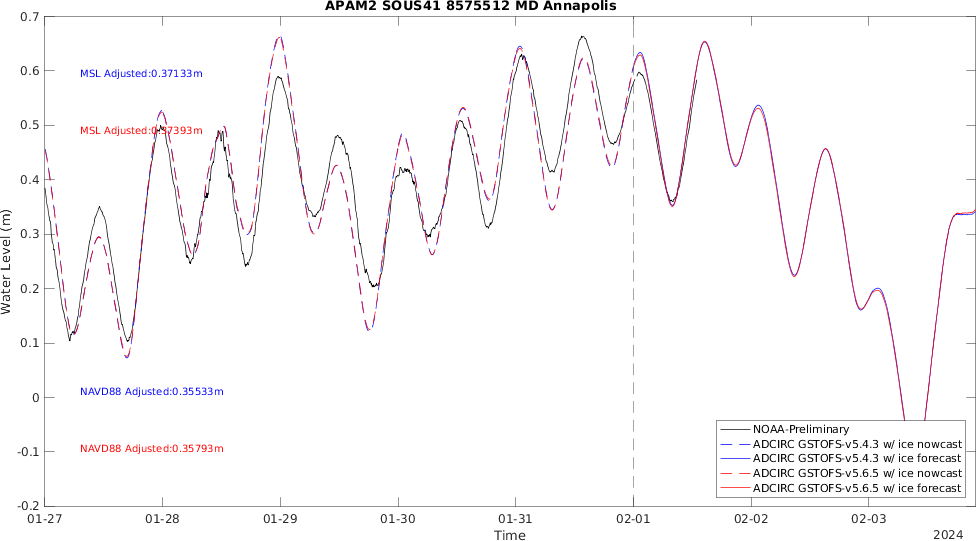 APAM2 SOUS41 8575512 MD Annapolis
0.7
0.6
0.5
0.4
0.3
0.2
0.1
0
-0.1
-0.2
Water Level (m)
MSL Adjusted:0.37133m
MSL Adjusted:0.37393m
NAVD88 Adjusted:0.35533m
NAVD88 Adjusted:0.35793m
NOAA-Preliminary
ADCIRC GSTOFS-v5.4.3 w/ ice nowcast
ADCIRC GSTOFS-v5.4.3 w/ ice forecast
ADCIRC GSTOFS-v5.6.5 w/ ice nowcast
ADCIRC GSTOFS-v5.6.5 w/ ice forecast
01-27 01-28 01-29 01-30 01-31 02-01 02-02 02-03
Time
2024